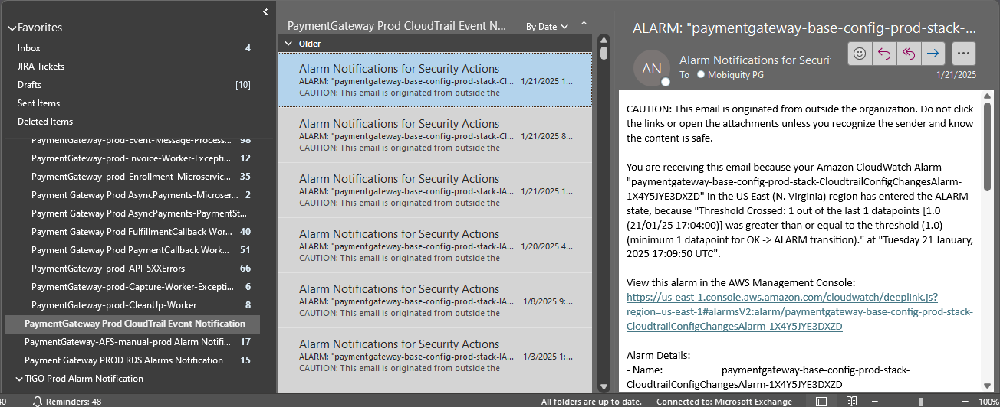 Favorites
Inbox 4
JIRA Tickets
Drafts [10]
Sent Items
Deleted Items
PaymentGateway-prod-Event-Message-Process... 98
PaymentGateway-prod-Invoice-Worker-Excepti... 12
PaymentGateway-prod-Enrollment-Microservic... 35
Payment Gateway Prod AsyncPayments-Microser... 2
Payment Gateway Prod AsyncPayments-PaymentSt...
Payment Gateway Prod FulfillmentCallback Wor... 40
Payment Gateway Prod PaymentCallback Work... 51
PaymentGateway-prod-API-5XXErrors 66
PaymentGateway-prod-Capture-Worker-Excepti... 6
PaymentGateway-prod-CleanUp-Worker 8
PaymentGateway Prod CloudTrail Event Notification
PaymentGateway-AFS-manual-prod Alarm Notifi... 17
Payment Gateway PROD RDS Alarms Notification 15
TIGO Prod Alarm Notification
PaymentGateway Prod CloudTrail Event N... By Date
Older
Alarm Notifications for Security Actions
ALARM: "paymentgateway-base-config-prod-stack-Cl... 1/21/2025 1...
CAUTION: This email is originated from outside the
Alarm Notifications for Security Actions
ALARM: "paymentgateway-base-config-prod-stack-Cl... 1/21/2025 8...
CAUTION: This email is originated from outside the
Alarm Notifications for Security Actions
ALARM: "paymentgateway-base-config-prod-stack-IA... 1/21/2025 1...
CAUTION: This email is originated from outside the
Alarm Notifications for Security Actions
ALARM: "paymentgateway-base-config-prod-stack-IA... 1/20/2025 4...
CAUTION: This email is originated from outside the
Alarm Notifications for Security Actions
ALARM: "paymentgateway-base-config-prod-stack-IA... 1/8/2025 9:...
CAUTION: This email is originated from outside the
Alarm Notifications for Security Actions
ALARM: "paymentgateway-base-config-prod-stack-IA... 1/3/2025 1:...
CAUTION: This email is originated from outside the
ALARM: "paymentgateway-base-config-prod-stack-...
AN
Alarm Notifications for Securit
To Mobiquity PG 1/21/2025
CAUTION: This email is originated from outside the organization. Do not click
the links or open the attachments unless you recognize the sender and know
the content is safe.
You are receiving this email because your Amazon CloudWatch Alarm
"paymentgateway-base-config-prod-stack-CloudtrailConfigChangesAlarm-
1X4Y5JYE3DXZD" in the US East (N. Virginia) region has entered the ALARM
state, because "Threshold Crossed: 1 out of the last 1 datapoints [1.0
(21/01/25 17:04:00)] was greater than or equal to the threshold (1.0)
(minimum 1 datapoint for OK -> ALARM transition)." at "Tuesday 21 January,
2025 17:09:50 UTC".
View this alarm in the AWS Management Console:
https://us-east-1.console.aws.amazon.com/cloudwatch/deeplink.js?
region=us-east-1#alarmsV2:alarm/paymentgateway-base-config-prod-stack-
CloudtrailConfigChangesAlarm-1X4Y5JYE3DXZD
Alarm Details:
- Name: paymentgateway-base-config-prod-stack-
CloudtrailConfigChangesAlarm-1X4Y5JYE3DXZD
40 Reminders: 48 All folders are up to date. Connected to: Microsoft Exchange 100%